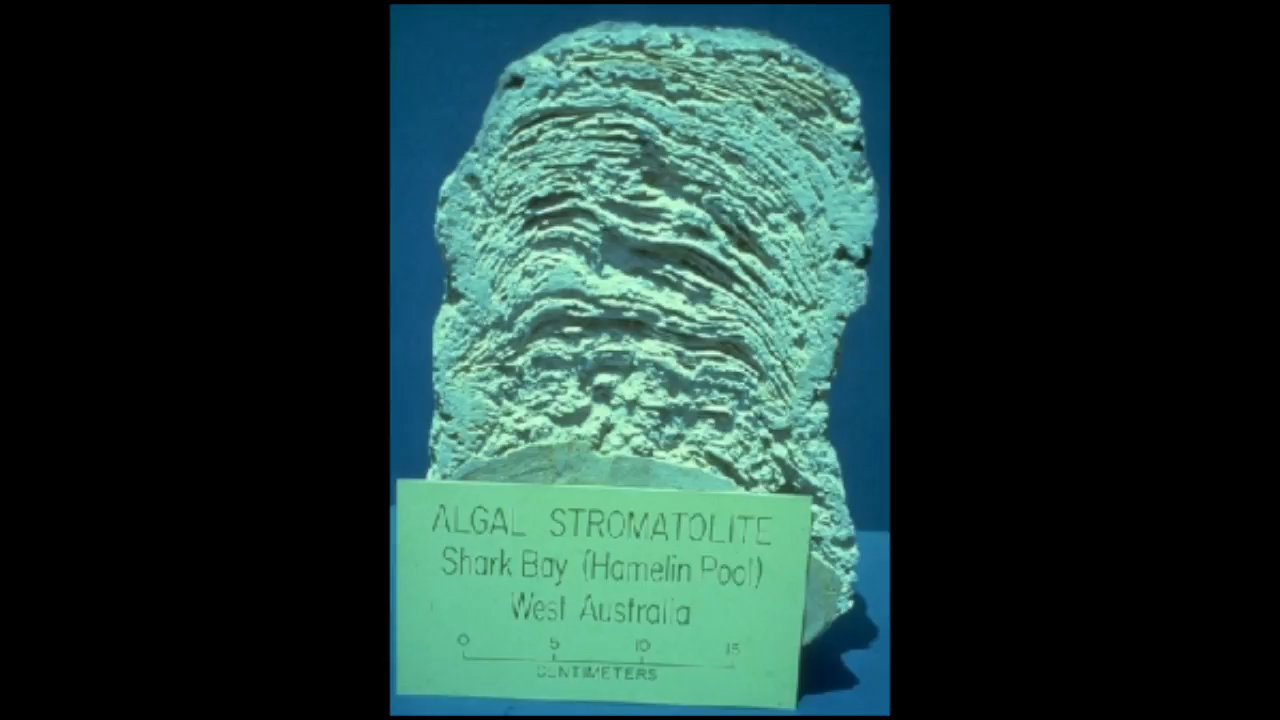 ALGAL STROMATOLITE
Shark Bay (Hamelin Pool)
West Australia
0 5 10 15
CENTIMETERS